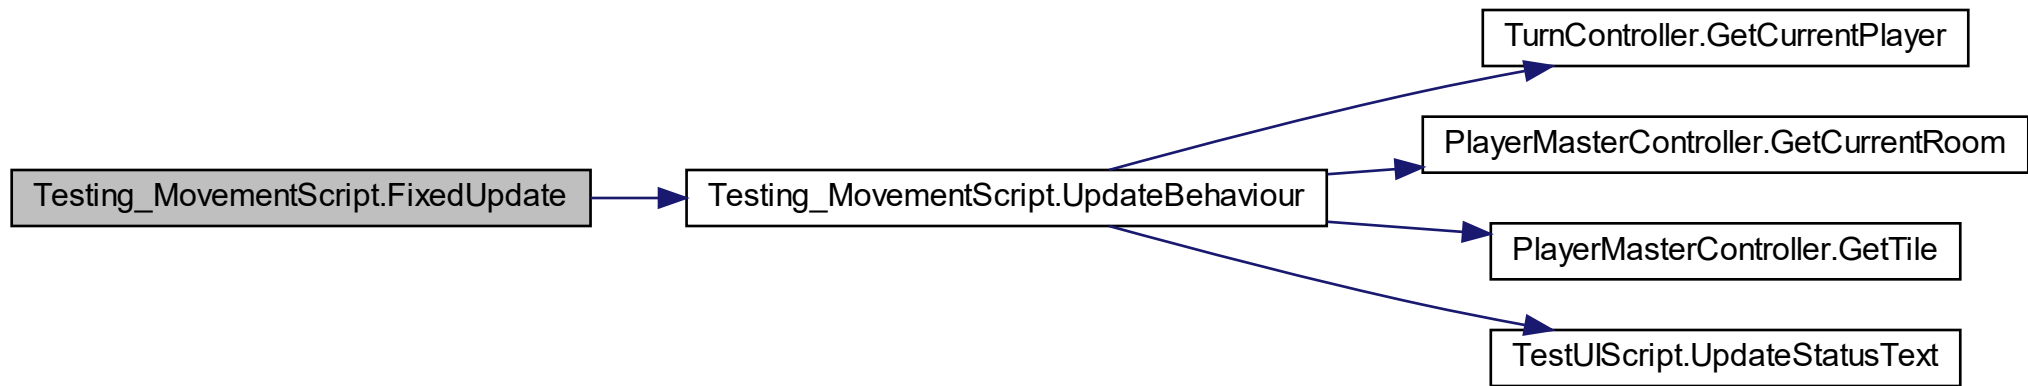 TurnController.GetCurrentPlayer
PlayerMasterController.GetCurrentRoom
Testing_MovementScript.FixedUpdate
Testing_MovementScript.UpdateBehaviour
PlayerMasterController.GetTile
TestUIScript.UpdateStatusText